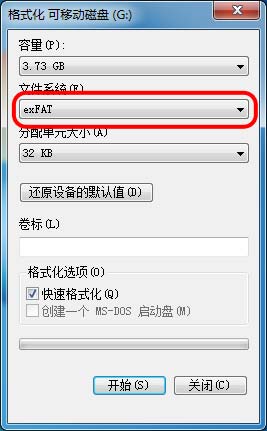 格式化 可移动磁盘 (G:)
容量(P):
3.73 GB
文件系统(F)
exFAT
分配单元大小(A)
32 KB
还原设备的默认值(D)
卷标(L)
格式化选项(O)
快速格式化(Q)
创建一个 MS-DOS 启动盘(M)
开始(S)
关闭(C)